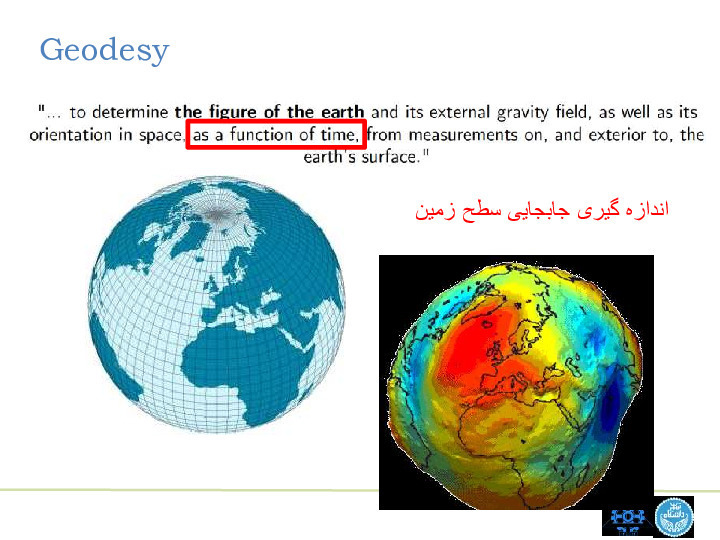 Geodesy
"... to determine the figure of the earth and its external gravity field, as well as its
orientation in space, as a function of time, from measurements on, and exterior to, the
earth's surface."
اندازه گیری جابجایی سطح زمین